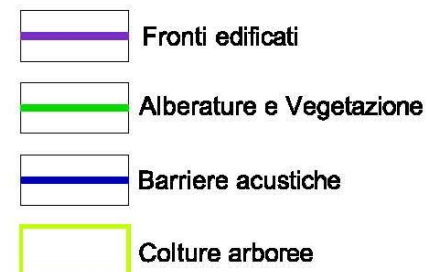 Fronti edificati
Alberature e Vegetazione
Barriere acustiche
Colture arboree